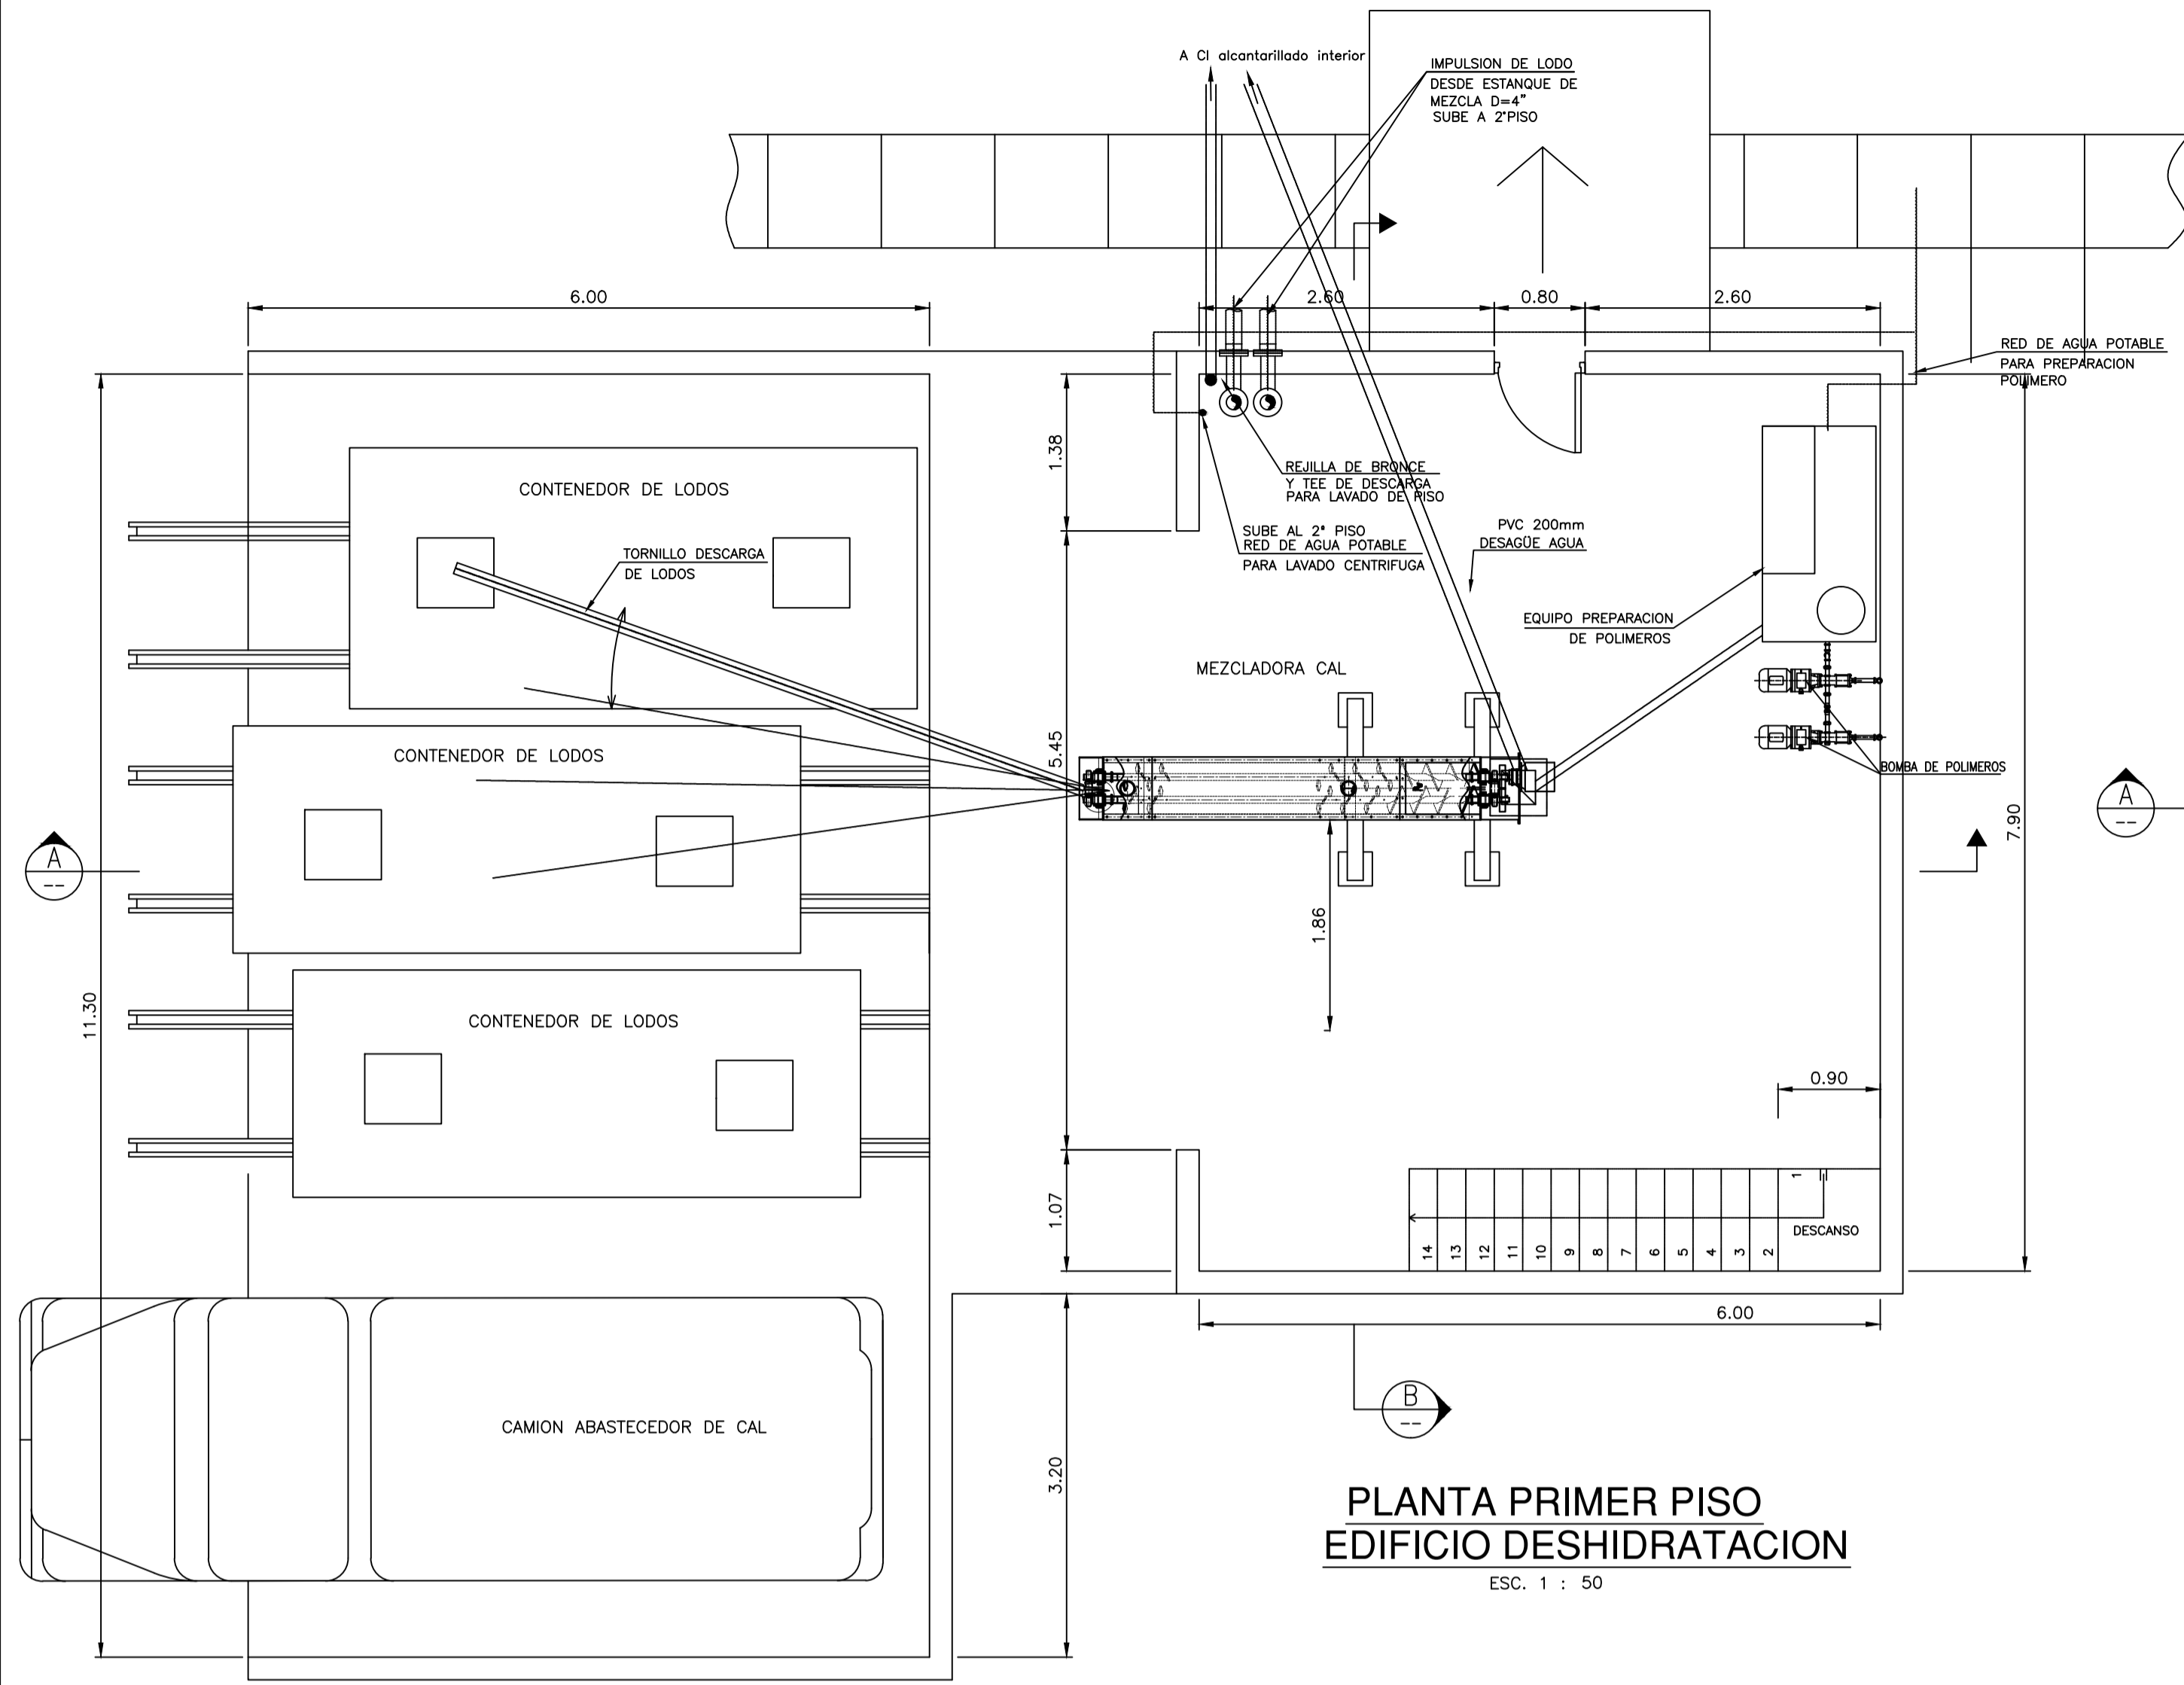 A CI alcantarillado interior
IMPULSION DE LODO
DESDE ESTANQUE DE
MEZCLA D=4"
SUBE A 2°PISO
6.00
2.60
0.80
2.60
RED DE AGUA POTABLE
PARA PREPARACION
POLIMERO
1.38
CONTENEDOR DE LODOS
REJILLA DE BRONCE
Y TEE DE DESCARGA
PARA LAVADO DE PISO
SUBE AL 2° PISO
RED DE AGUA POTABLE
PARA LAVADO CENTRIFUGA
PVC 200mm
DESAGÜE AGUA
TORNILLO DESCARGA
DE LODOS
EQUIPO PREPARACION
DE POLIMEROS
MEZCLADORA CAL
5.45
CONTENEDOR DE LODOS
BOMBA DE POLIMEROS
A
--
A
--
7.90
1.86
11.30
CONTENEDOR DE LODOS
0.90
1
1.07
DESCANSO
14 13 12 11 10 9 8 7 6 5 4 3 2
6.00
B
--
CAMION ABASTECEDOR DE CAL
3.20
PLANTA PRIMER PISO
EDIFICIO DESHIDRATACION
ESC. 1 : 50